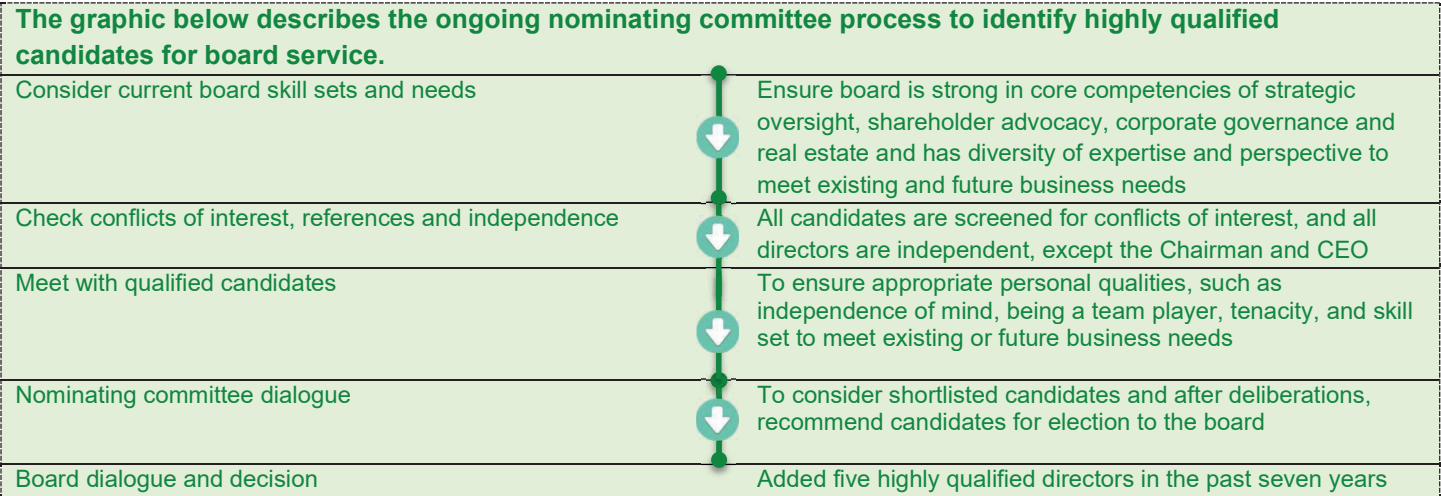 The graphic below describes the ongoing nominating committee process to identify highly qualified
candidates for board service.
Consider current board skill sets and needs
Ensure board is strong in core competencies of strategic
oversight, shareholder advocacy, corporate governance and
real estate and has diversity of expertise and perspective to
meet existing and future business needs
Check conflicts of interest, references and independence
All candidates are screened for conflicts of interest, and all
directors are independent, except the Chairman and CEO
Meet with qualified candidates
To ensure appropriate personal qualities, such as
independence of mind, being a team player, tenacity, and skill
set to meet existing or future business needs
Nominating committee dialogue
To consider shortlisted candidates and after deliberations,
recommend candidates for election to the board
Board dialogue and decision
Added five highly qualified directors in the past seven years